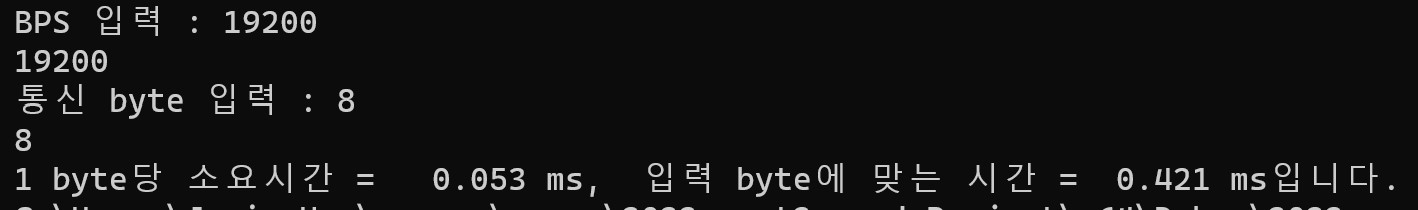 BPS 입력 : 19200
19200
통신 byte 입력 : 8
8
1 byte당 소요시간 =   0.053 ms,  입력 byte에 맞는 시간 =  0.421 ms입니다.